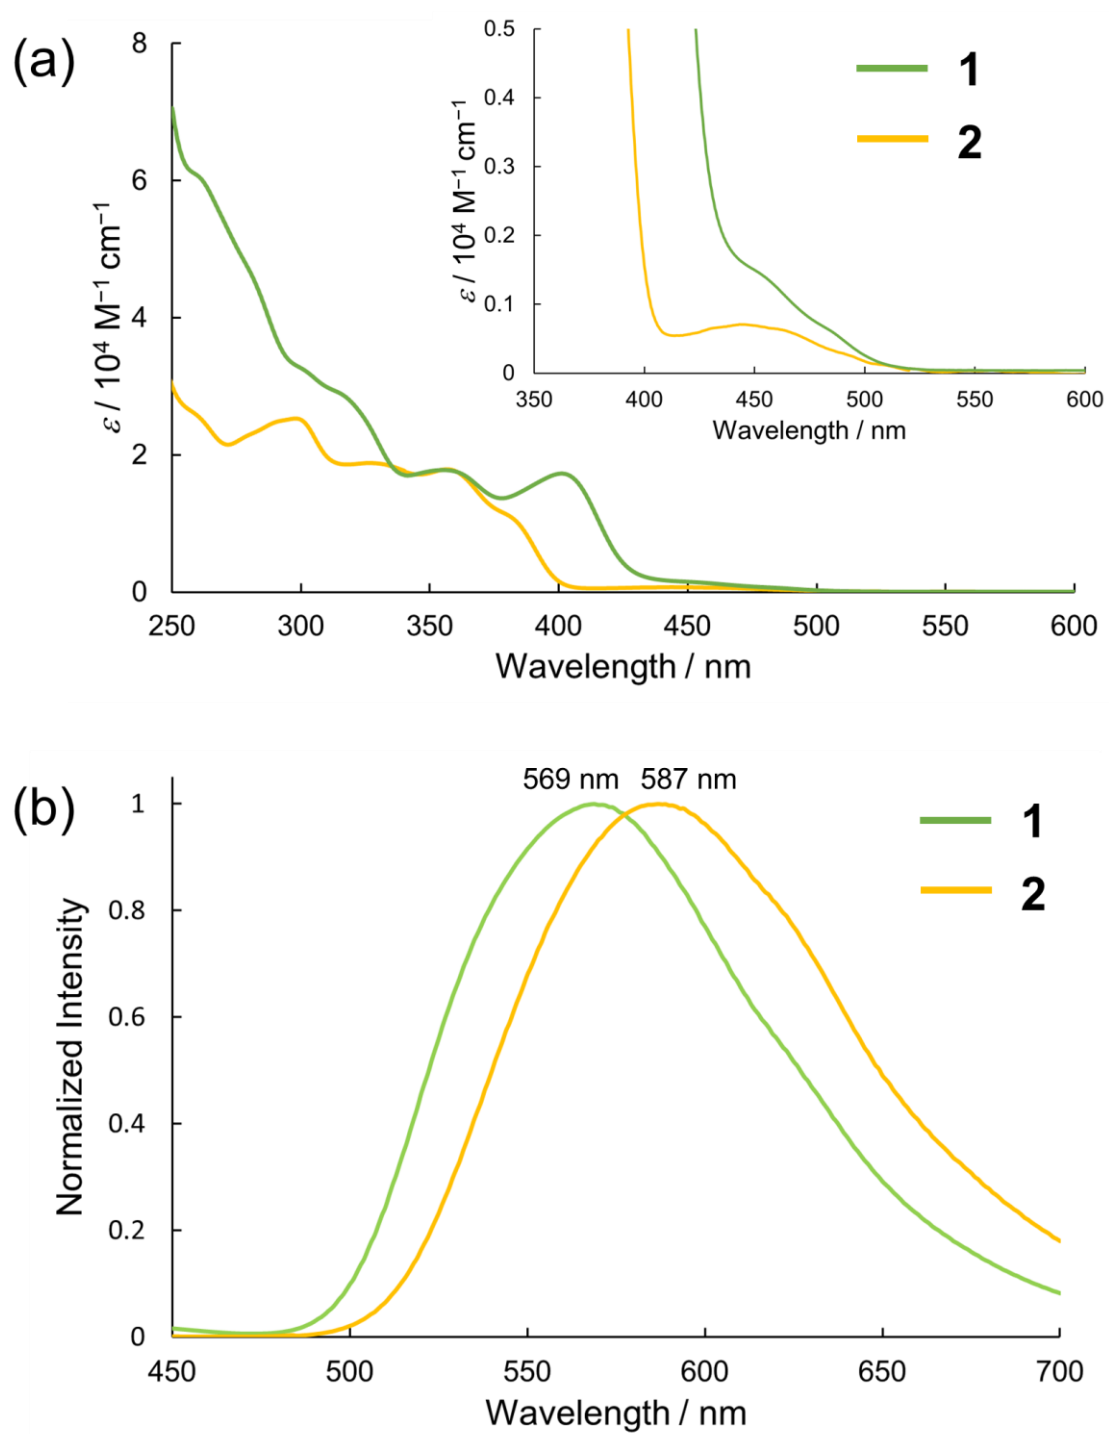 (a)
8
6
4
2
0
ε / 10⁴ M⁻¹ cm⁻¹
250 300 350 400 450 500 550 600
Wavelength / nm
0.5
0.4
0.3
0.2
0.1
0
ε / 10⁴ M⁻¹ cm⁻¹
350 400 450 500 550 600
Wavelength / nm
1
2
(b)
569 nm 587 nm
1
0.8
0.6
0.4
0.2
0
Normalized Intensity
450 500 550 600 650 700
Wavelength / nm
1
2